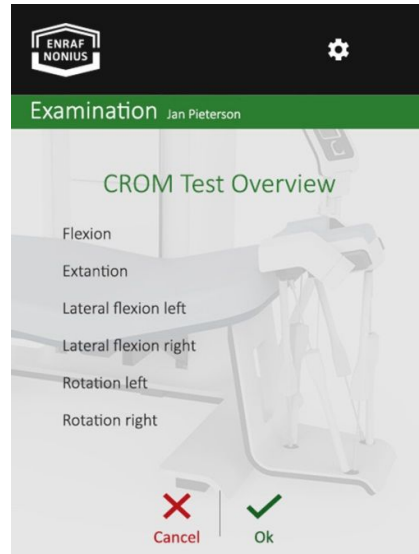 ENRAF
NONIUS
Examination Jan Pieterson
CROM Test Overview
Flexion
Extantion
Lateral flexion left
Lateral flexion right
Rotation left
Rotation right
Cancel
Ok